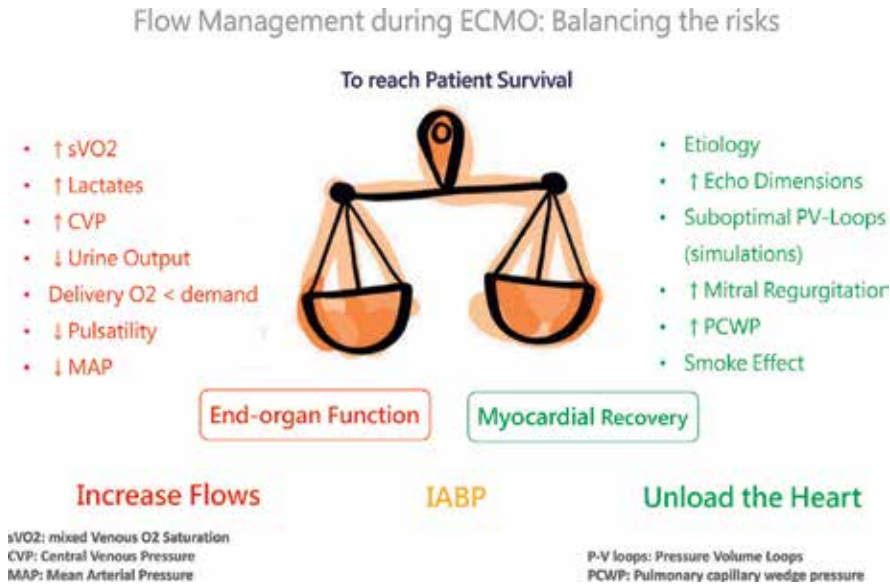 Flow Management during ECMO: Balancing the risks
To reach Patient Survival
• ↑ sVO2
• ↑ Lactates
• ↑ CVP
• ↓ Urine Output
• Delivery O2 < demand
• ↓ Pulsatility
• ↓ MAP
• Etiology
• ↑ Echo Dimensions
• Suboptimal PV-Loops
(simulations)
• ↑ Mitral Regurgitation
• ↑ PCWP
• Smoke Effect
End-organ Function
Myocardial Recovery
Increase Flows
IABP
Unload the Heart
sVO2: mixed Venous O2 Saturation
CVP: Central Venous Pressure
MAP: Mean Arterial Pressure
P-V loops: Pressure Volume Loops
PCWP: Pulmonary capillary wedge pressure